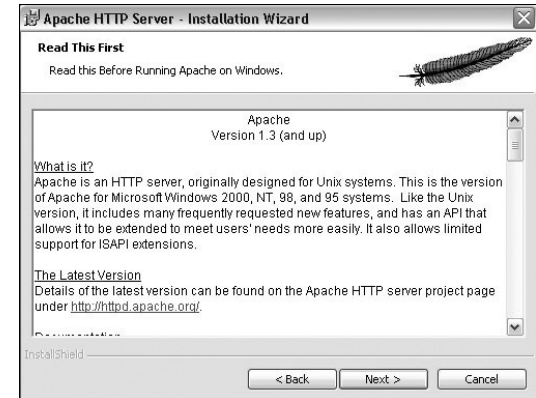 Apache HTTP Server - Installation Wizard
Read This First
Read this Before Running Apache on Windows.
Apache
Version 1.3 (and up)
What is it?
Apache is an HTTP server, originally designed for Unix systems. This is the version
of Apache for Microsoft Windows 2000, NT, 98, and 95 systems. Like the Unix
version, it includes many frequently requested new features, and has an API that
allows it to be extended to meet users' needs more easily. It also allows limited
support for ISAPI extensions.
The Latest Version
Details of the latest version can be found on the Apache HTTP server project page
under http://httpd.apache.org/.
InstallShield
< Back
Next >
Cancel